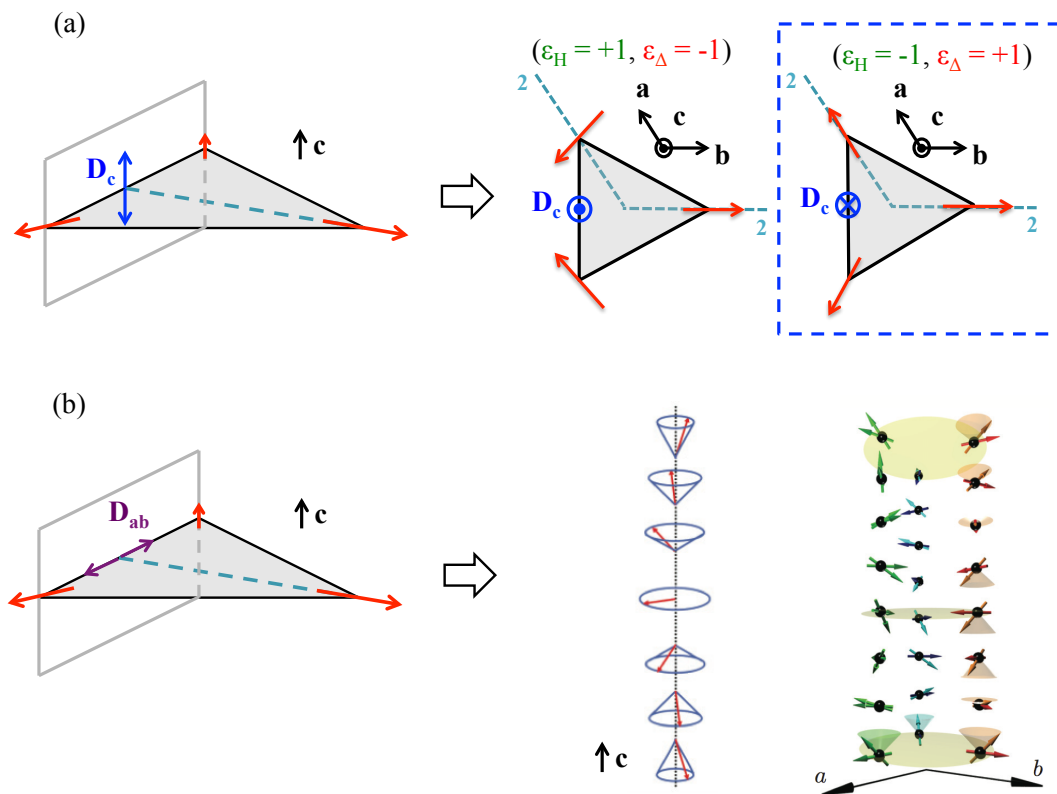 (a)
(εH = +1, εΔ = -1)
(εH = -1, εΔ = +1)
2
a
c
b
Dc
2
2
a
c
b
Dc
2
Dc
c
(b)
Dab
c
c
a
b